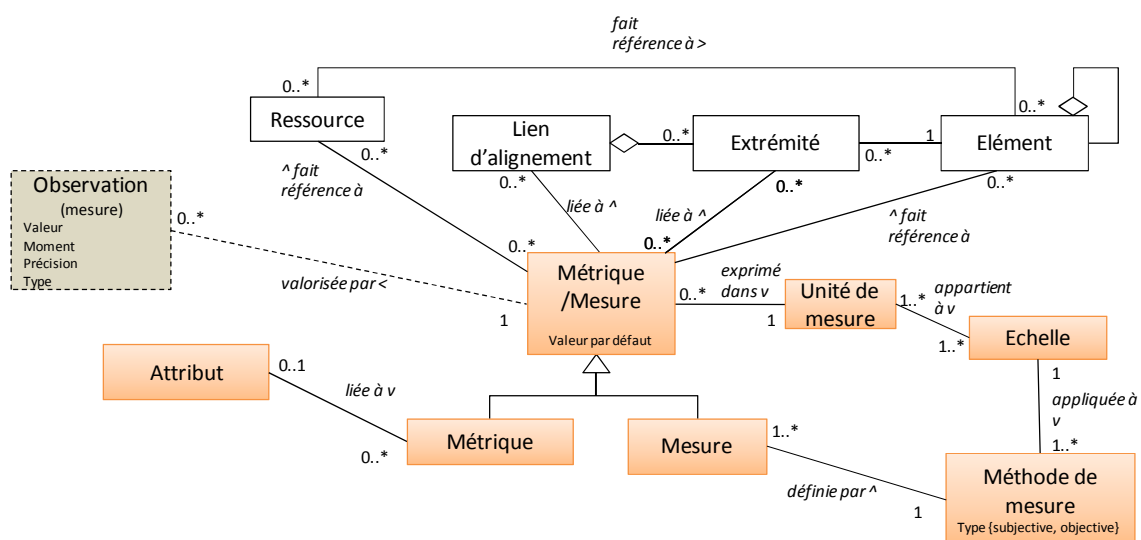 fait
référence à >
0..*
0..*
Ressource
0..*
Lien
d'alignement
0..*
0..*
Extrémité
0..*
0..*
1
Elément
0..*
^ fait
référence à
liée à ^
liée à ^
^ fait
référence à
Observation
(mesure)
Valeur
Moment
Précision
Type
0..*
valorisée par <
1
0..*
0..*
Métrique
/Mesure
Valeur par défaut
0..*
exprimé
dans v
1
Unité de
mesure
1..*
appartient
à v
1..*
Echelle
1
appliquée à
v
1..*
Attribut
0..1
liée à v
0..*
Métrique
Mesure
1..*
définie par ^
1
Méthode de
mesure
Type {subjective, objective}